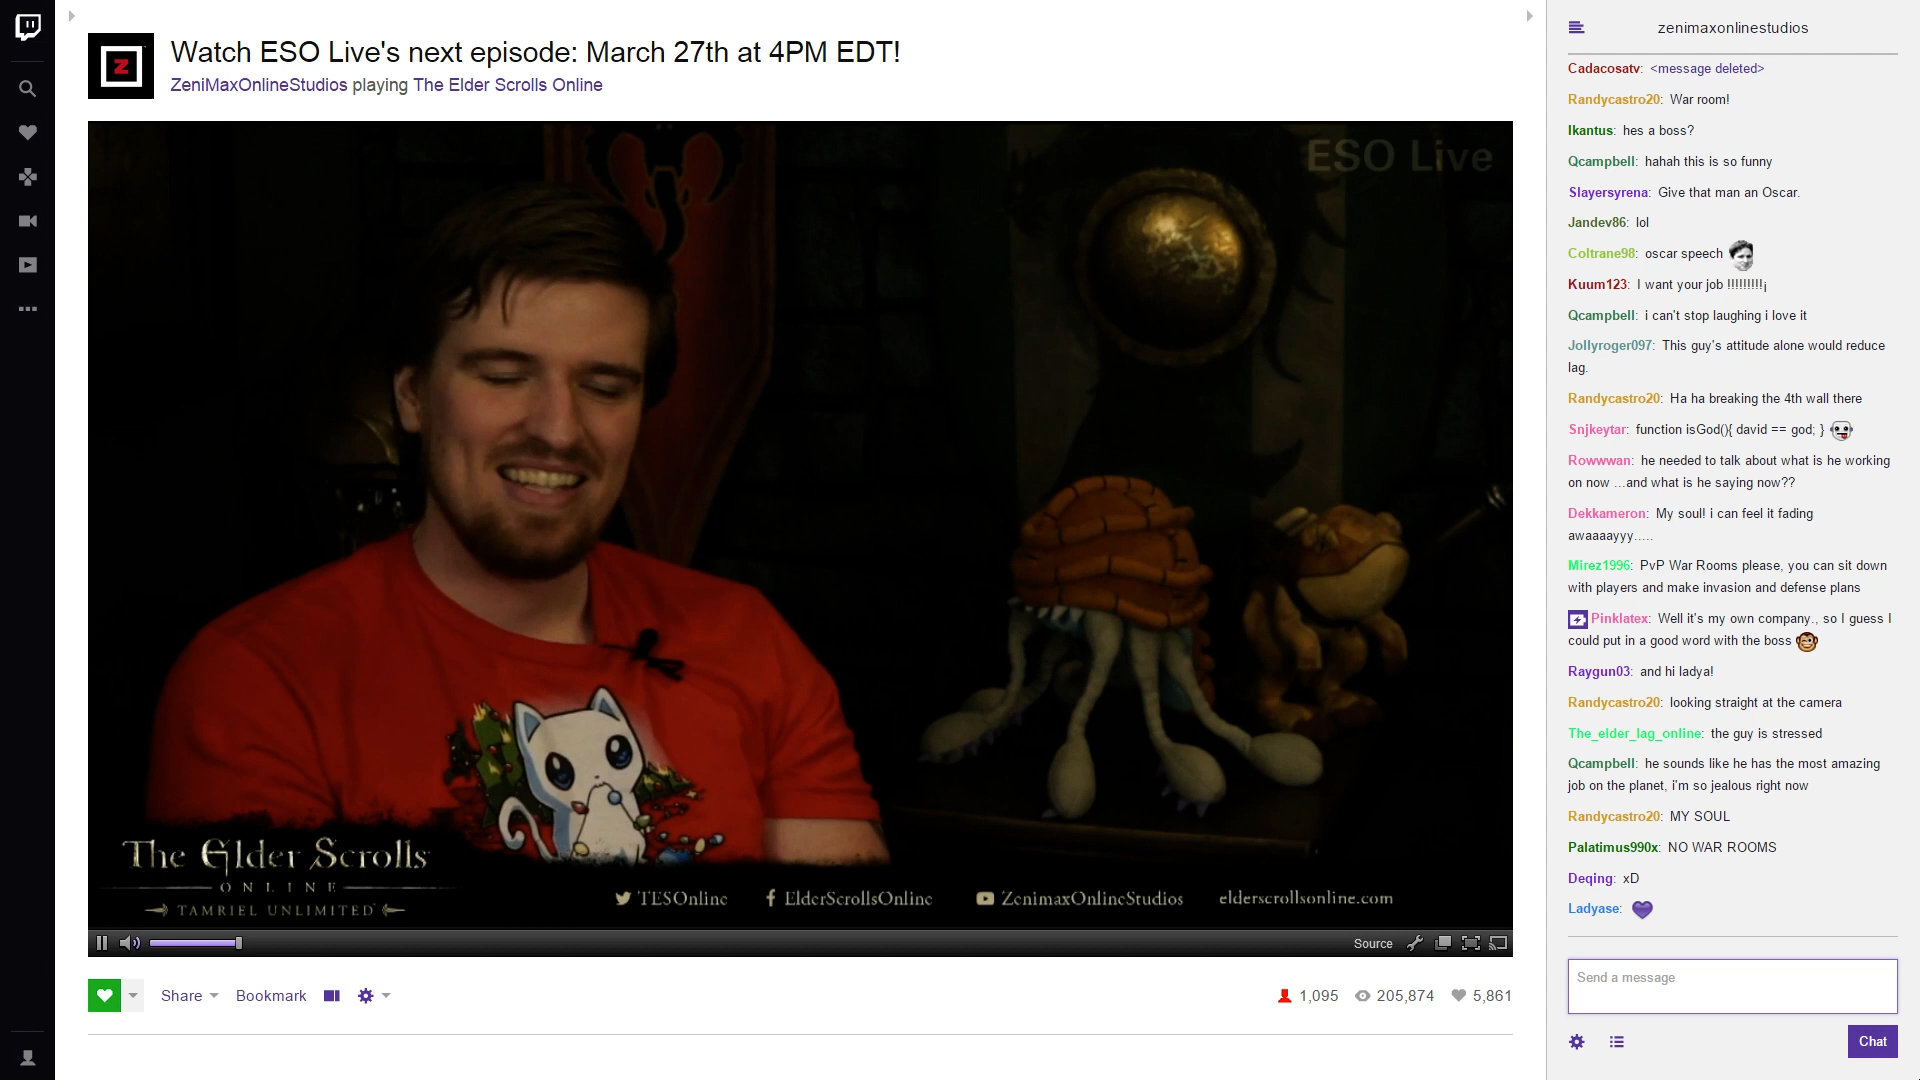 Watch ESO Live's next episode: March 27th at 4PM EDT!
ZeniMaxOnlineStudios playing The Elder Scrolls Online
Z
ESO Live
The Elder Scrolls
ONLINE
TAMRIEL UNLIMITED
TESOnline
ElderScrollsOnline
ZenimaxOnlineStudios
elderscrollsonline.com
Source
Share
Bookmark
1,095
205,874
5,861
zenimaxonlinestudios
Cadacosatv: <message deleted>
Randycastro20: War room!
Ikantus: hes a boss?
Qcampbell: hahah this is so funny
Slayersyrena: Give that man an Oscar.
Jandev86: lol
Coltrane98: oscar speech
Kuum123: I want your job !!!!!!!!!¡
Qcampbell: i can't stop laughing i love it
Jollyroger097: This guy's attitude alone would reduce
lag.
Randycastro20: Ha ha breaking the 4th wall there
Snjkeytar: function isGod(){ david == god; }
Rowwwan: he needed to talk about what is he working
on now ...and what is he saying now??
Dekkameron: My soul! i can feel it fading
awaaaayyy.....
Mirez1996: PvP War Rooms please, you can sit down
with players and make invasion and defense plans
Pinklatex: Well it's my own company., so I guess I
could put in a good word with the boss
Raygun03: and hi ladya!
Randycastro20: looking straight at the camera
The_elder_lag_online: the guy is stressed
Qcampbell: he sounds like he has the most amazing
job on the planet, i'm so jealous right now
Randycastro20: MY SOUL
Palatimus990x: NO WAR ROOMS
Deqing: xD
Ladyase:
Send a message
Chat